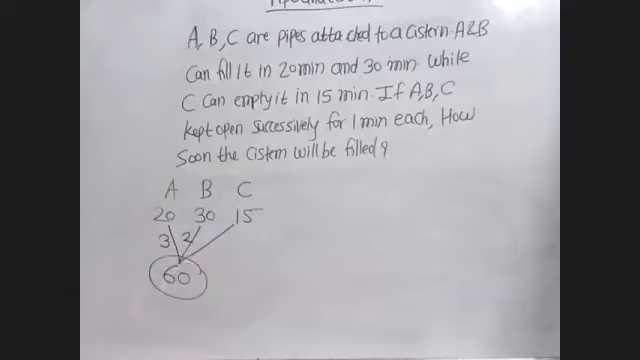 A, B, C are pipes attached to a Cistern A&B
Can fill it in 20min and 30 min. While
C Can empty it in 15 min. If A,B,C
kept open successively for 1 min each, How
Soon the Cistern will be filled?
A B C
20 30 15
3 2
60